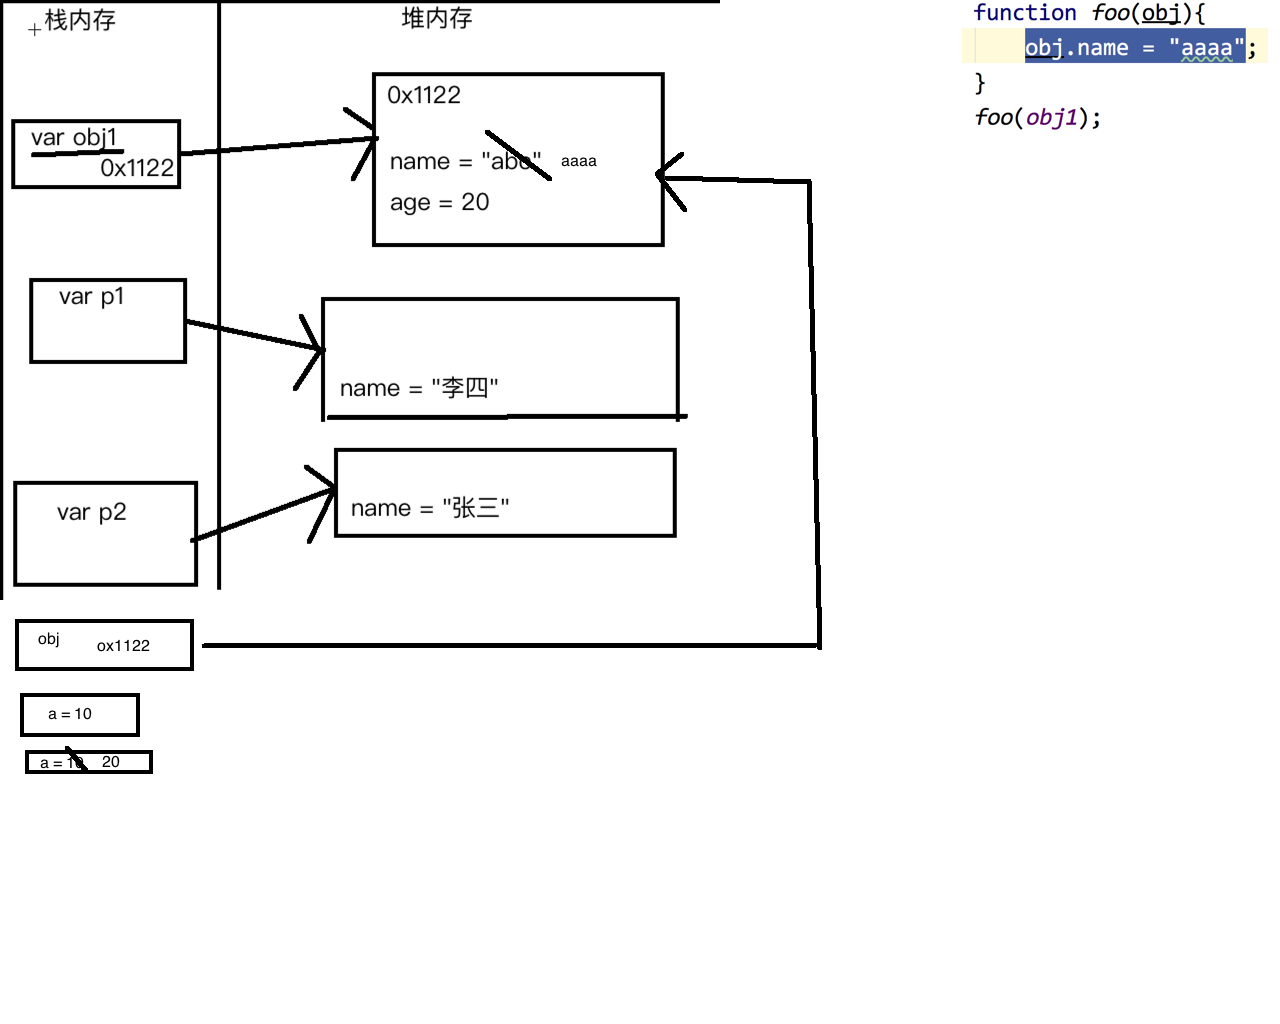 栈内存
堆内存
var obj1
0x1122
0x1122
name = "abc" aaaa
age = 20
var p1
name = "李四"
var p2
name = "张三"
obj ox1122
a = 10
a = 10 20
function foo(obj){
obj.name = "aaaa";
}
foo(obj1);